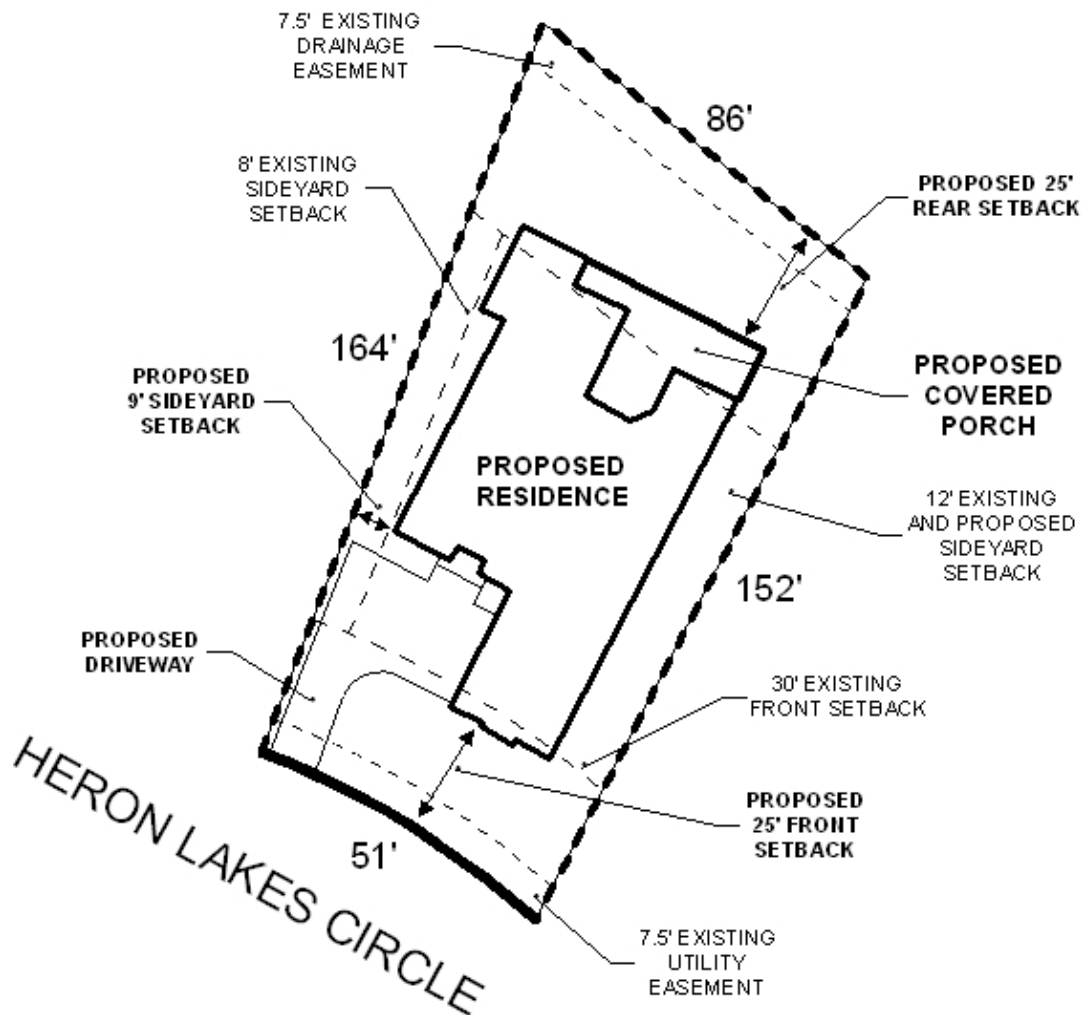 7.5' EXISTING
DRAINAGE
EASEMENT
86'
8' EXISTING
SIDEYARD
SETBACK
PROPOSED 25'
REAR SETBACK
164'
PROPOSED
9' SIDEYARD
SETBACK
PROPOSED
COVERED
PORCH
PROPOSED
RESIDENCE
12' EXISTING
AND PROPOSED
SIDEYARD
SETBACK
152'
PROPOSED
DRIVEWAY
30' EXISTING
FRONT SETBACK
PROPOSED
25' FRONT
SETBACK
51'
HERON LAKES CIRCLE
7.5' EXISTING
UTILITY
EASEMENT